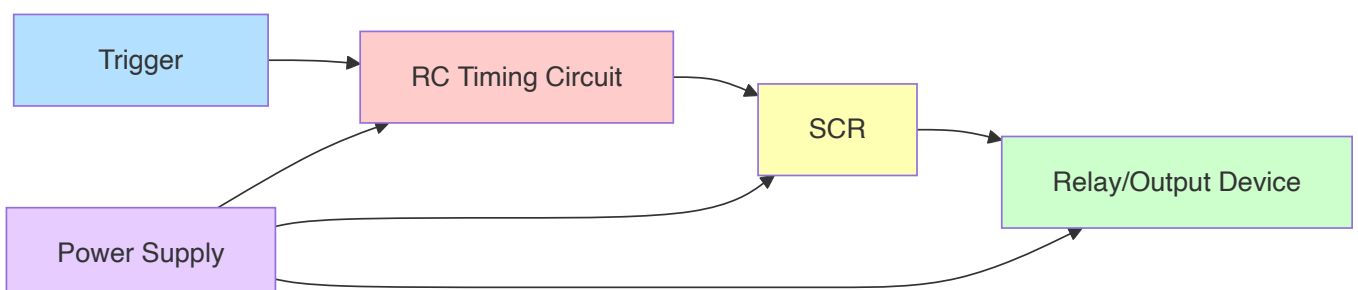 Trigger
RC Timing Circuit
SCR
Relay/Output Device
Power Supply